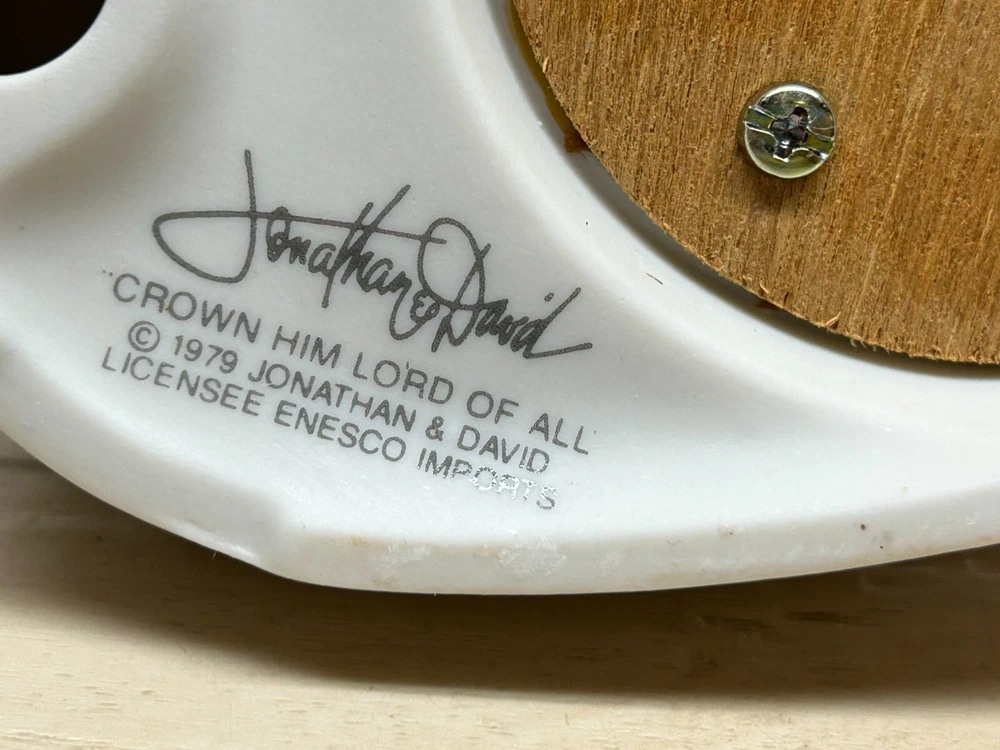 Jonathan & David
"CROWN HIM LORD OF ALL
© 1979 JONATHAN & DAVID
LICENSEE ENESCO IMPORTS